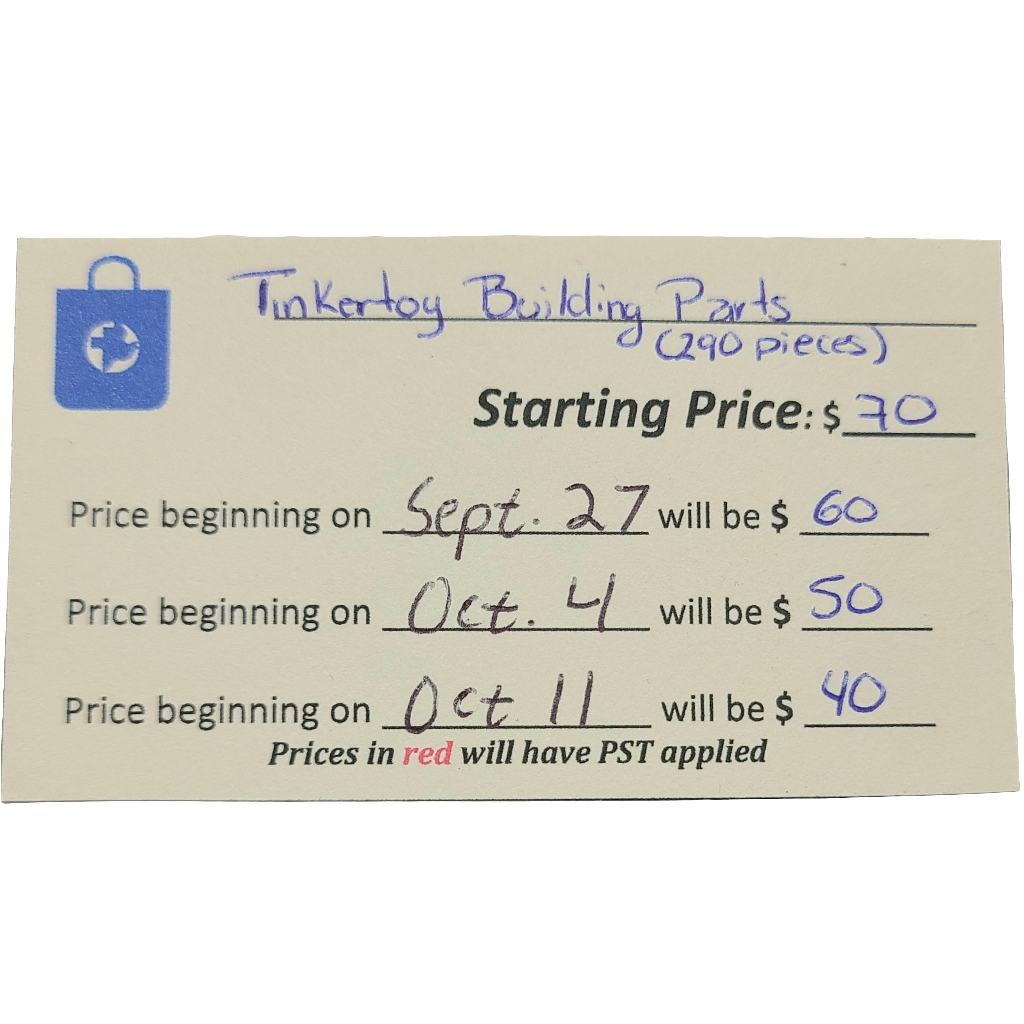 Tinkertoy Building Parts
(290 pieces)
Starting Price: $ 70
Price beginning on Sept. 27 will be $ 60
Price beginning on Oct. 4 will be $ 50
Price beginning on Oct 11 will be $ 40
Prices in red will have PST applied